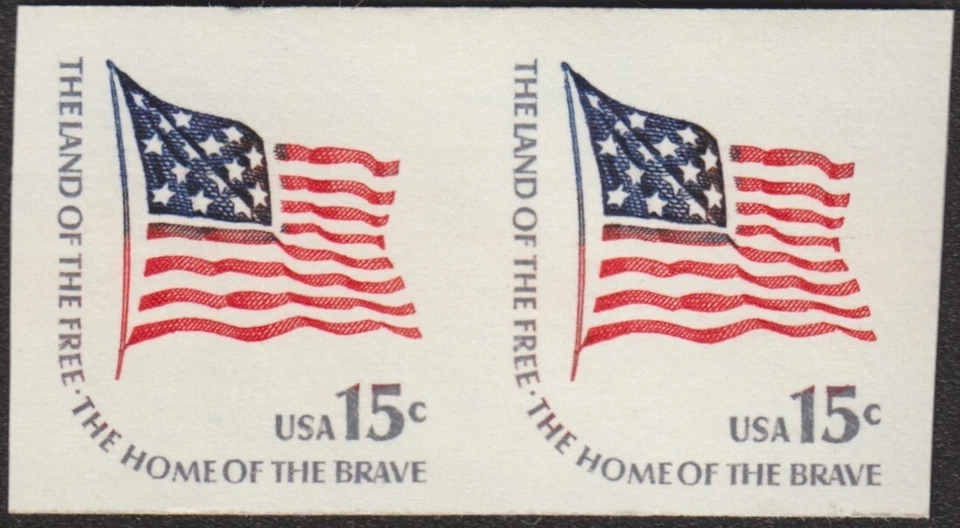 THE LAND OF THE FREE · THE HOME OF THE BRAVE
USA 15c
THE LAND OF THE FREE · THE HOME OF THE BRAVE
USA 15c